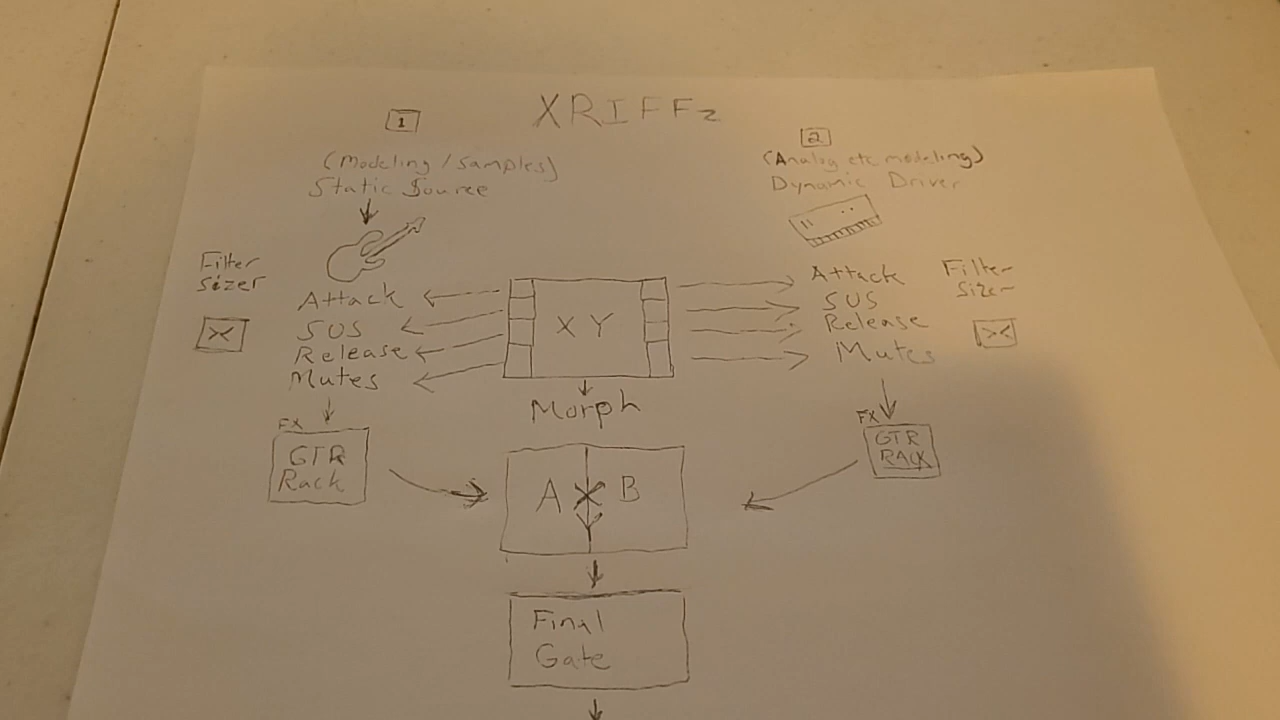 XRIFFz
1
(Modeling / Samples)
Static Source
2
(Analog etc modeling)
Dynamic Driver
Filter
Sizer
><
Attack
SUS
Release
Mutes
XY
Attack
SUS
Release
Mutes
Filter
Sizer
><
Morph
FX
GTR
Rack
A X B
Y
FX
GTR
RACK
Final
Gate